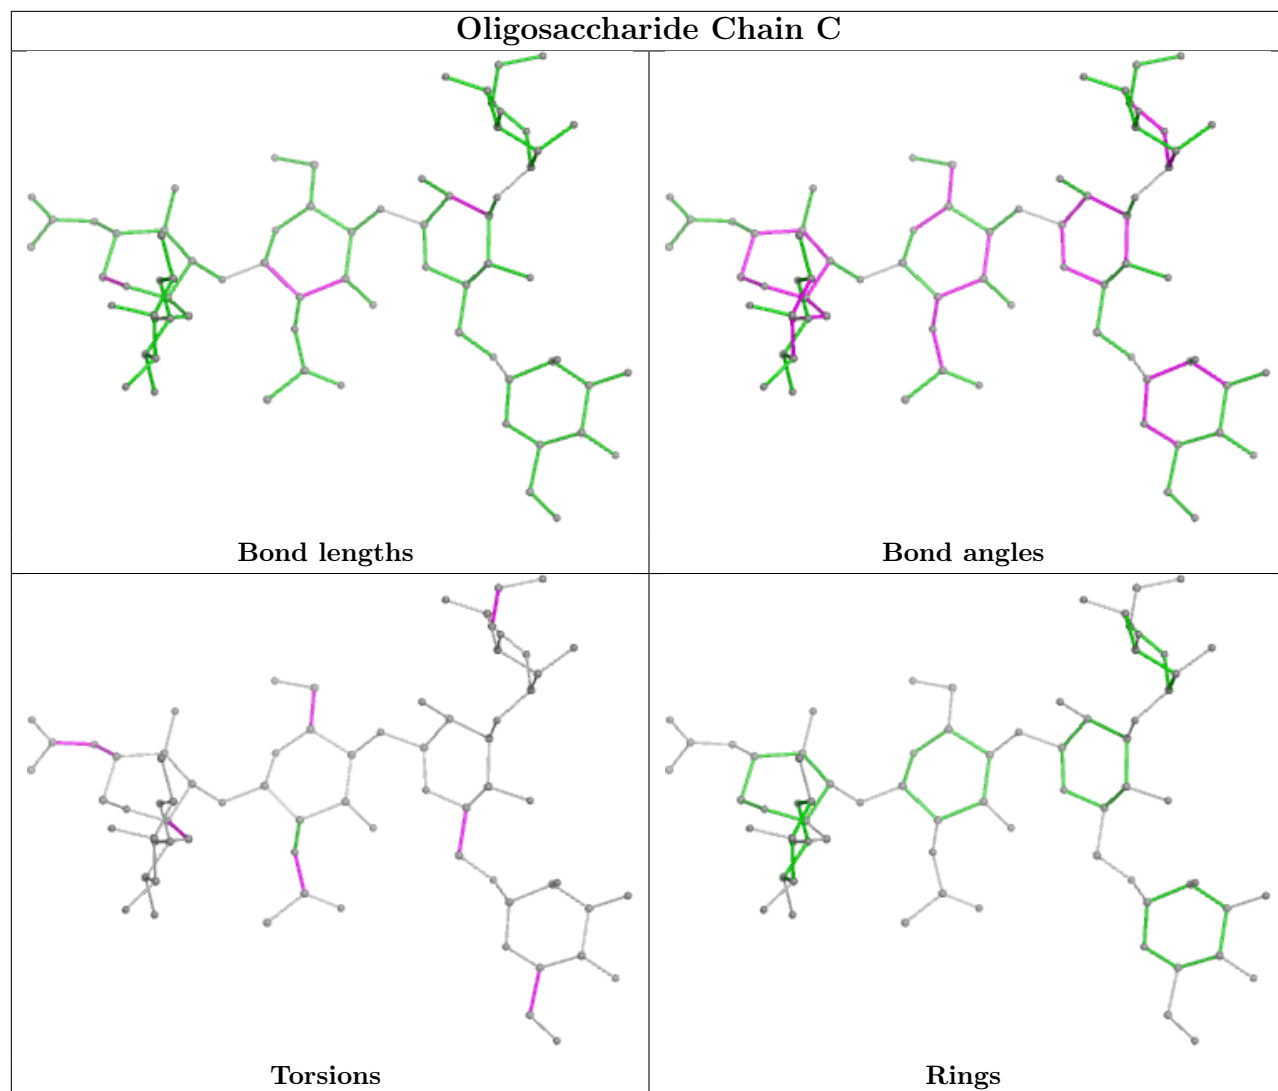 Oligosaccharide Chain C
Bond lengths
Bond angles
Torsions
Rings